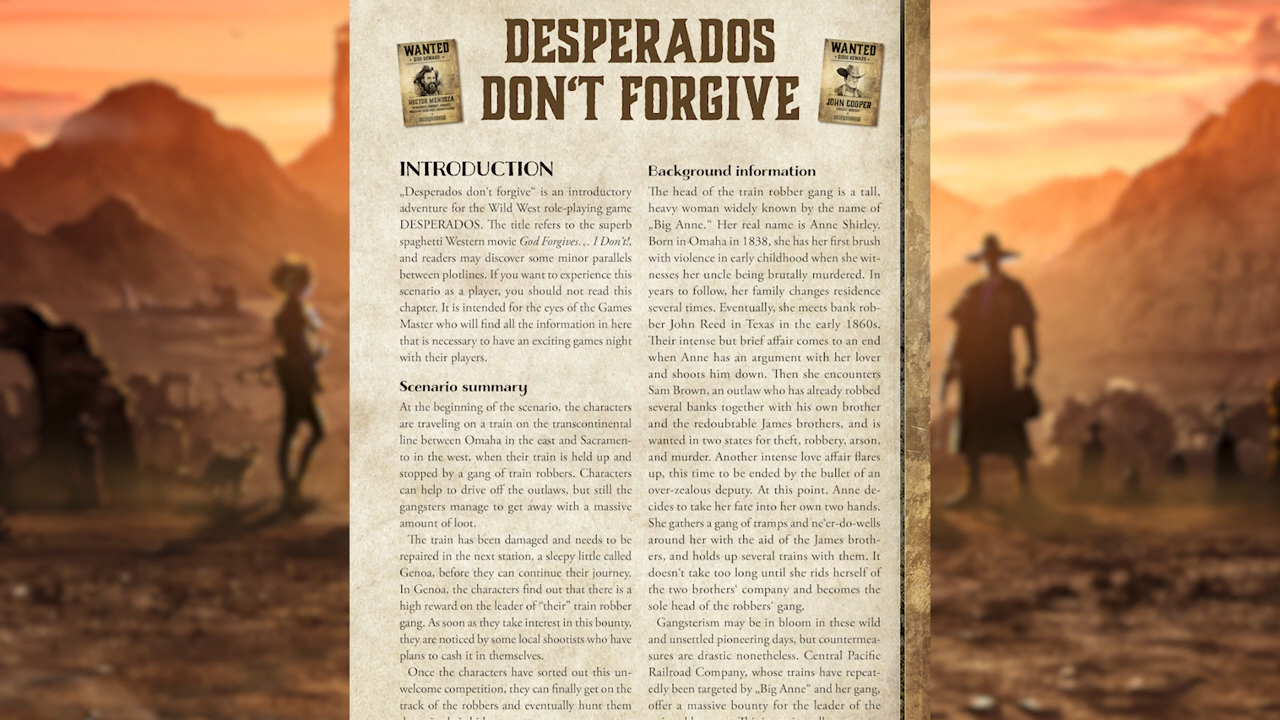 DESPERADOS
DON‘T FORGIVE
WANTED
HECTOR MENDOZA
WANTED
JOHN COOPER
INTRODUCTION
„Desperados don‘t forgive“ is an introductory
adventure for the Wild West role-playing game
DESPERADOS. The title refers to the superb
spaghetti Western movie God Forgives… I Don‘t!,
and readers may discover some minor parallels
between plotlines. If you want to experience this
scenario as a player, you should not read this
chapter. It is intended for the eyes of the Games
Master who will find all the information in here
that is necessary to have an exciting games night
with their players.
Scenario summary
At the beginning of the scenario, the characters
are traveling on a train on the transcontinental
line between Omaha in the east and Sacramen-
to in the west, when their train is held up and
stopped by a gang of train robbers. Characters
can help to drive off the outlaws, but still the
gangsters manage to get away with a massive
amount of loot.
The train has been damaged and needs to be
repaired in the next station, a sleepy little called
Genoa, before they can continue their journey.
In Genoa, the characters find out that there is a
high reward on the leader of “their” train robber
gang. As soon as they take interest in this bounty,
they are noticed by some local shootists who have
plans to cash it in themselves.
Once the characters have sorted out this un-
welcome competition, they can finally get on the
track of the robbers and eventually hunt them
Background information
The head of the train robber gang is a tall,
heavy woman widely known by the name of
„Big Anne.“ Her real name is Anne Shirley.
Born in Omaha in 1838, she has her first brush
with violence in early childhood when she wit-
nesses her uncle being brutally murdered. In
years to follow, her family changes residence
several times. Eventually, she meets bank rob-
ber John Reed in Texas in the early 1860s.
Their intense but brief affair comes to an end
when Anne has an argument with her lover
and shoots him down. Then she encounters
Sam Brown, an outlaw who has already robbed
several banks together with his own brother
and the redoubtable James brothers, and is
wanted in two states for theft, robbery, arson,
and murder. Another intense love affair flares
up, this time to be ended by the bullet of an
over-zealous deputy. At this point, Anne de-
cides to take her fate into her own two hands.
She gathers a gang of tramps and ne‘er-do-wells
around her with the aid of the James broth-
ers, and holds up several trains with them. It
doesn‘t take too long until she rids herself of
the two brothers‘ company and becomes the
sole head of the robbers‘ gang.
Gangsterism may be in bloom in these wild
and unsettled pioneering days, but countermea-
sures are drastic nonetheless. Central Pacific
Railroad Company, whose trains have repeat-
edly been targeted by „Big Anne“ and her gang,
offer a massive bounty for the leader of the